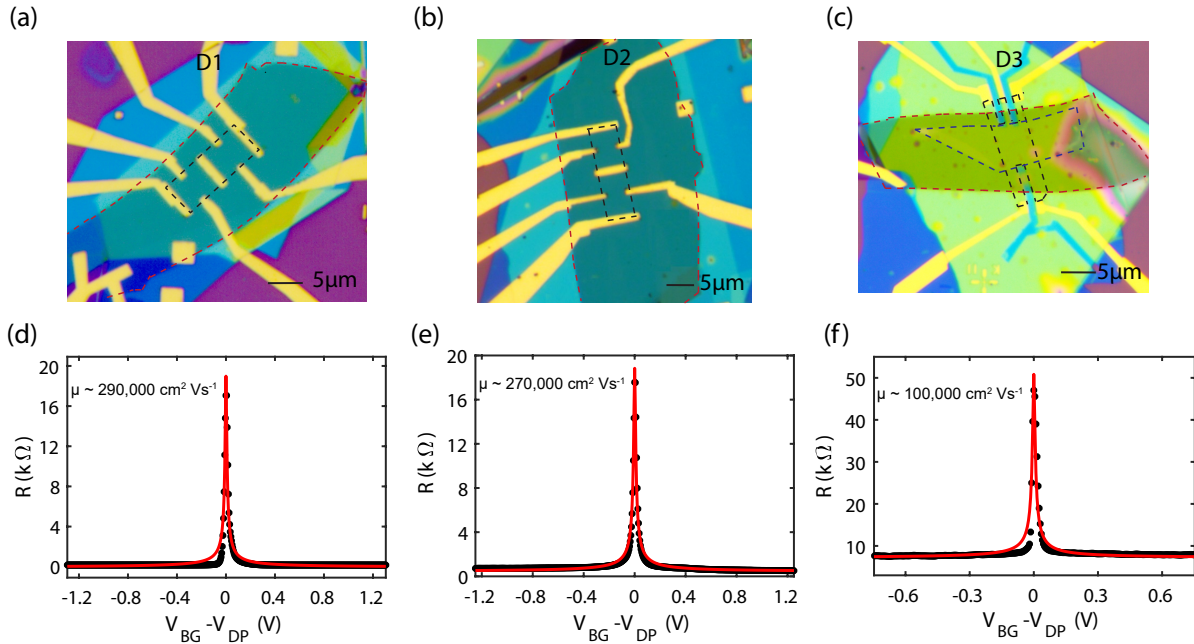 (a)
(b)
(c)
D1
D2
D3
5μm
5μm
5μm
(d)
(e)
(f)
20
16
12
8
4
0
μ ~ 290,000 cm² Vs⁻¹
R (k Ω)
-1.2 -0.8 -0.4 0 0.4 0.8 1.2
V_BG -V_DP (V)
20
16
12
8
4
0
μ ~ 270,000 cm² Vs⁻¹
R (k Ω)
-1.2 -0.8 -0.4 0 0.4 0.8 1.2
V_BG -V_DP (V)
50
40
30
20
10
μ ~ 100,000 cm² Vs⁻¹
R (k Ω)
-0.6 -0.3 0 0.3 0.6
V_BG -V_DP (V)